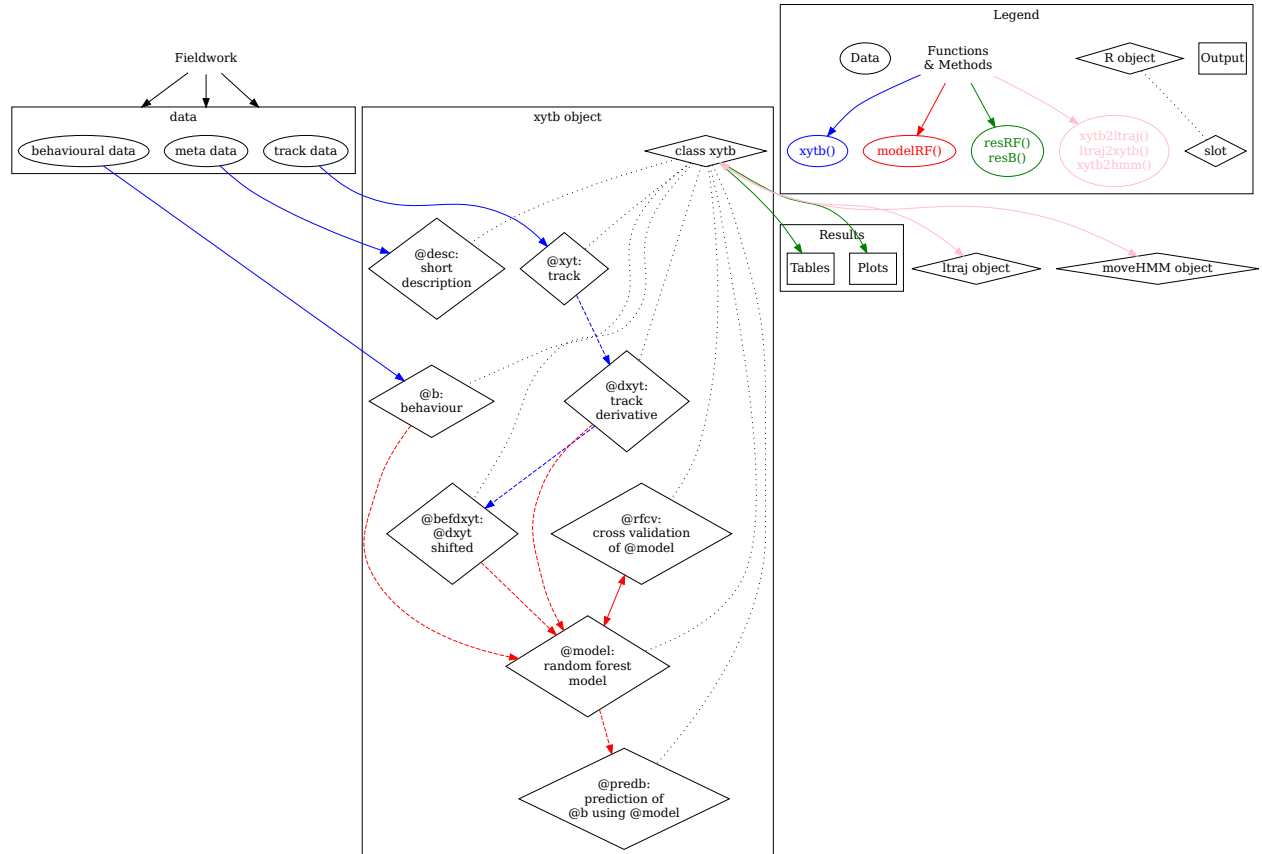 Legend
Data
Functions
& Methods
R object
Output
xytb()
modelRF()
resRF()
resB()
xytb2ltraj()
ltraj2xytb()
xytb2hmm()
slot
Fieldwork
data
behavioural data
meta data
track data
xytb object
class xytb
@desc:
short
description
@xyt:
track
Results
Tables
Plots
ltraj object
moveHMM object
@b:
behaviour
@dxyt:
track
derivative
@befdxyt:
@dxyt
shifted
@rfcv:
cross validation
of @model
@model:
random forest
model
@predb:
prediction of
@b using @model